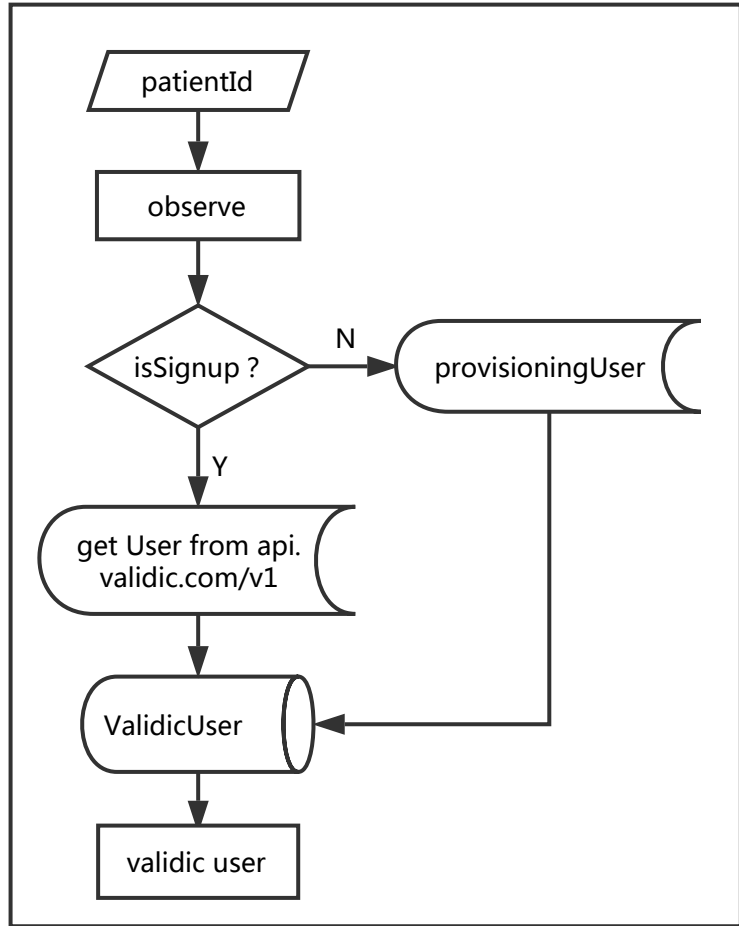 patientId
observe
isSignup ?
N
provisioningUser
Y
get User from api.
validic.com/v1
ValidicUser
validic user